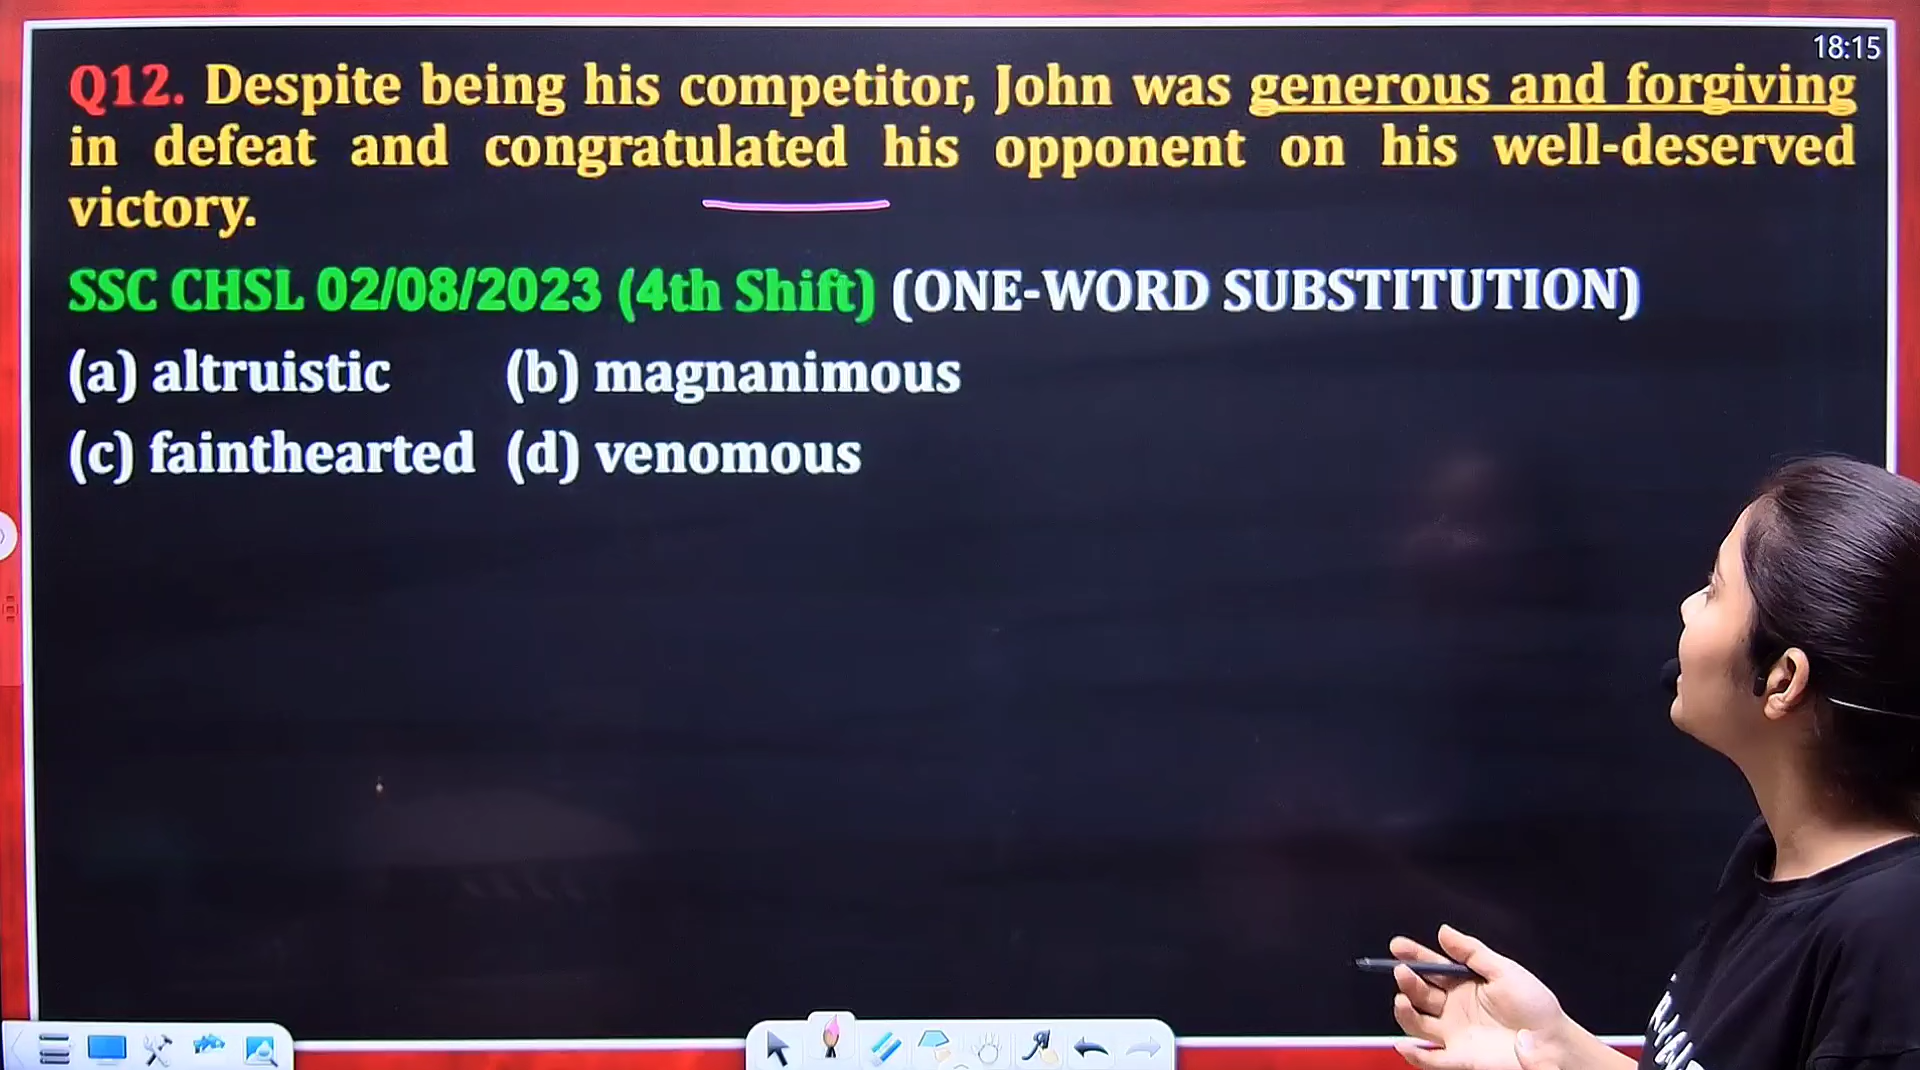 18:15
Q12. Despite being his competitor, John was generous and forgiving
in defeat and congratulated his opponent on his well-deserved
victory.
SSC CHSL 02/08/2023 (4th Shift) (ONE-WORD SUBSTITUTION)
(a) altruistic (b) magnanimous
(c) fainthearted (d) venomous